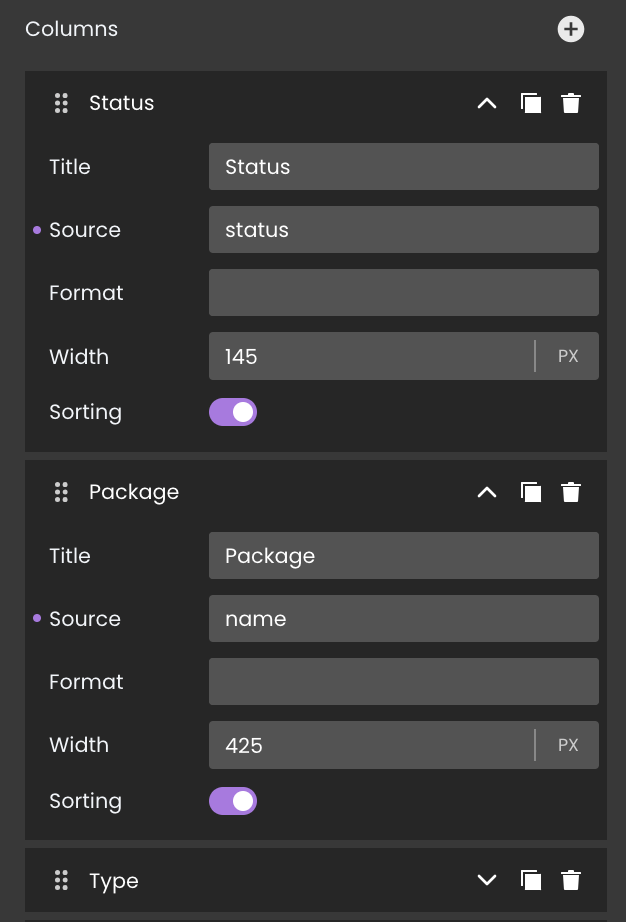 Columns
Status
Title Status
Source status
Format
Width 145 PX
Sorting
Package
Title Package
Source name
Format
Width 425 PX
Sorting
Type